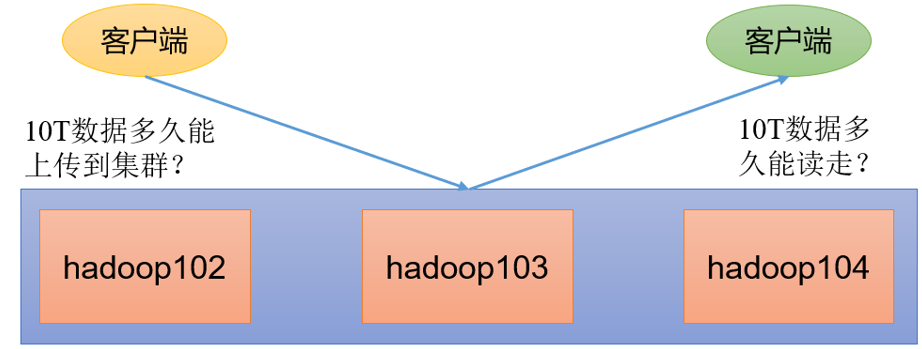 客户端
客户端
10T数据多久能
上传到集群?
10T数据多
久能读走?
hadoop102
hadoop103
hadoop104